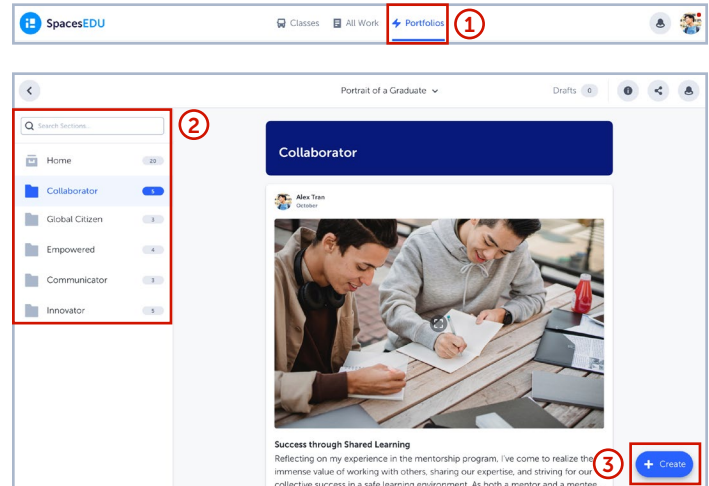 SpacesEDU
Classes
All Work
Portfolios
1
Portrait of a Graduate
Drafts 0
Search Sections...
2
Home 20
Collaborator 5
Global Citizen 3
Empowered 4
Communicator 3
Innovator 5
Collaborator
Alex Tran
October
Success through Shared Learning
Reflecting on my experience in the mentorship program, I've come to realize the
immense value of working with others, sharing our expertise, and striving for our
collective success in a safe learning environment. As both a mentor and a mentee
3
+ Create